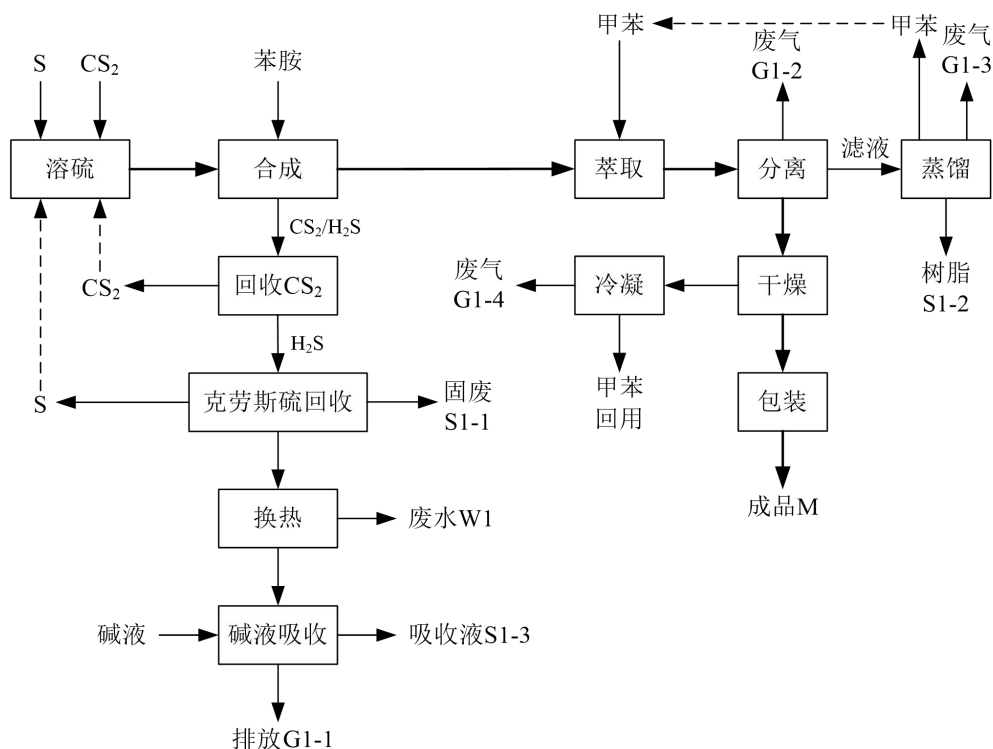 甲苯
甲苯
废气
G1-2
废气
G1-3
S
CS₂
苯胺
溶硫
合成
萃取
分离
滤液
蒸馏
CS₂/H₂S
树脂
S1-2
CS₂
回收CS₂
废气
G1-4
冷凝
干燥
H₂S
S
克劳斯硫回收
固废
S1-1
甲苯
回用
包装
换热
废水W1
成品M
碱液
碱液吸收
吸收液S1-3
排放G1-1